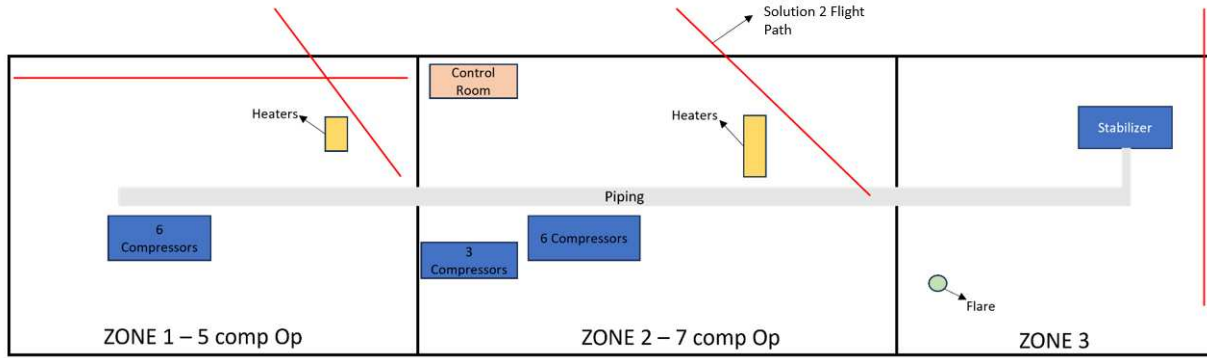 Solution 2 Flight
Path
Control
Room
Heaters
Heaters
Stabilizer
Piping
6
Compressors
6 Compressors
3
Compressors
Flare
ZONE 1 – 5 comp Op
ZONE 2 – 7 comp Op
ZONE 3